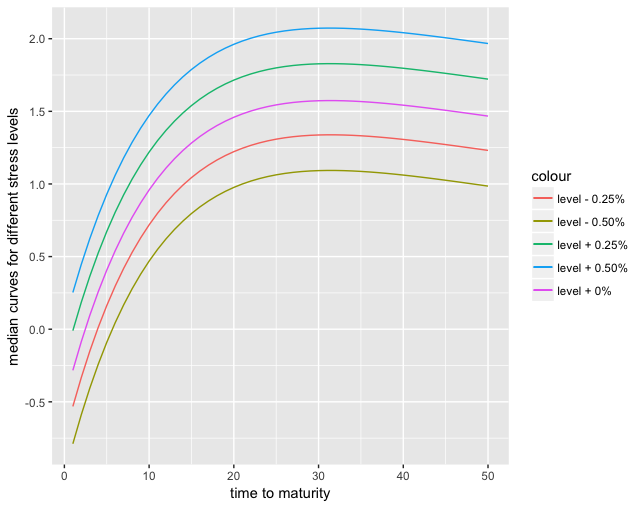 median curves for different stress levels
2.0
1.5
1.0
0.5
0.0
-0.5
0 10 20 30 40 50
time to maturity
colour
level - 0.25%
level - 0.50%
level + 0.25%
level + 0.50%
level + 0%